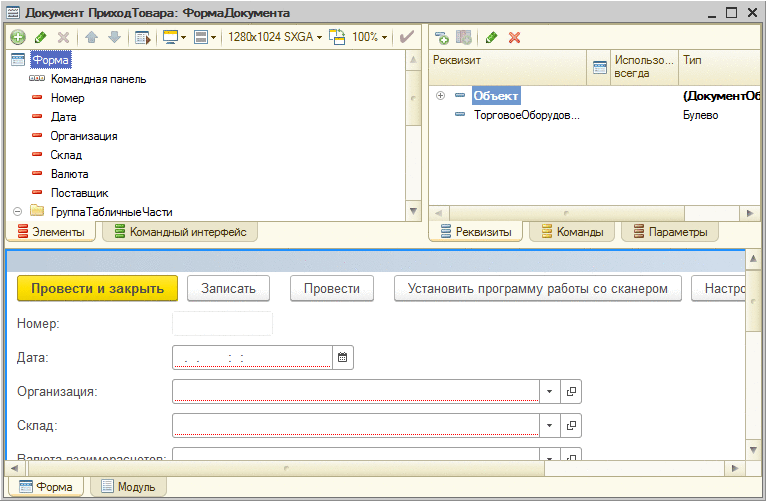 Документ ПриходТовара: ФормаДокумента
1280x1024 SXGA
100%
Форма
Командная панель
Номер
Дата
Организация
Склад
Валюта
Поставщик
ГруппаТабличныеЧасти
Элементы
Командный интерфейс
Реквизит
Использо...
всегда
Тип
Объект
(ДокументОб
ТорговоеОборудов...
Булево
Реквизиты
Команды
Параметры
Провести и закрыть
Записать
Провести
Установить программу работы со сканером
Настро
Номер:
Дата:
. . : :
Организация:
Склад:
Валюта взаиморасчетов:
Форма
Модуль